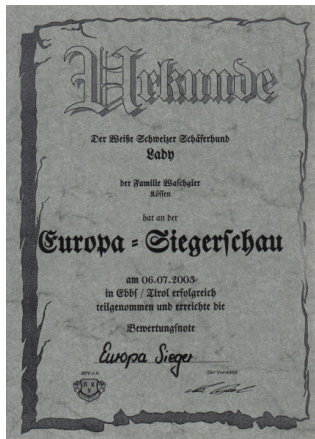 Urkunde
Der Weiße Schweizer Schäferhund
Lady
der Familie Waschgler
Kössen
hat an der
Europa = Siegerschau
am 06.07.2003
in Ebbs / Tirol erfolgreich
teilgenommen und erreichte die
Bewertungsnote
Europa Sieger
Der Vorstand